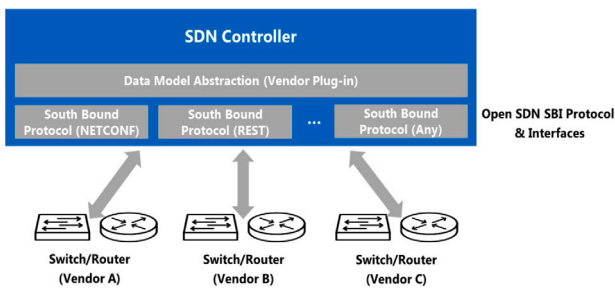 SDN Controller
Data Model Abstraction (Vendor Plug-in)
South Bound
Protocol (NETCONF)
South Bound
Protocol (REST)
...
South Bound
Protocol (Any)
Open SDN SBI Protocol
& Interfaces
Switch/Router
(Vendor A)
Switch/Router
(Vendor B)
Switch/Router
(Vendor C)